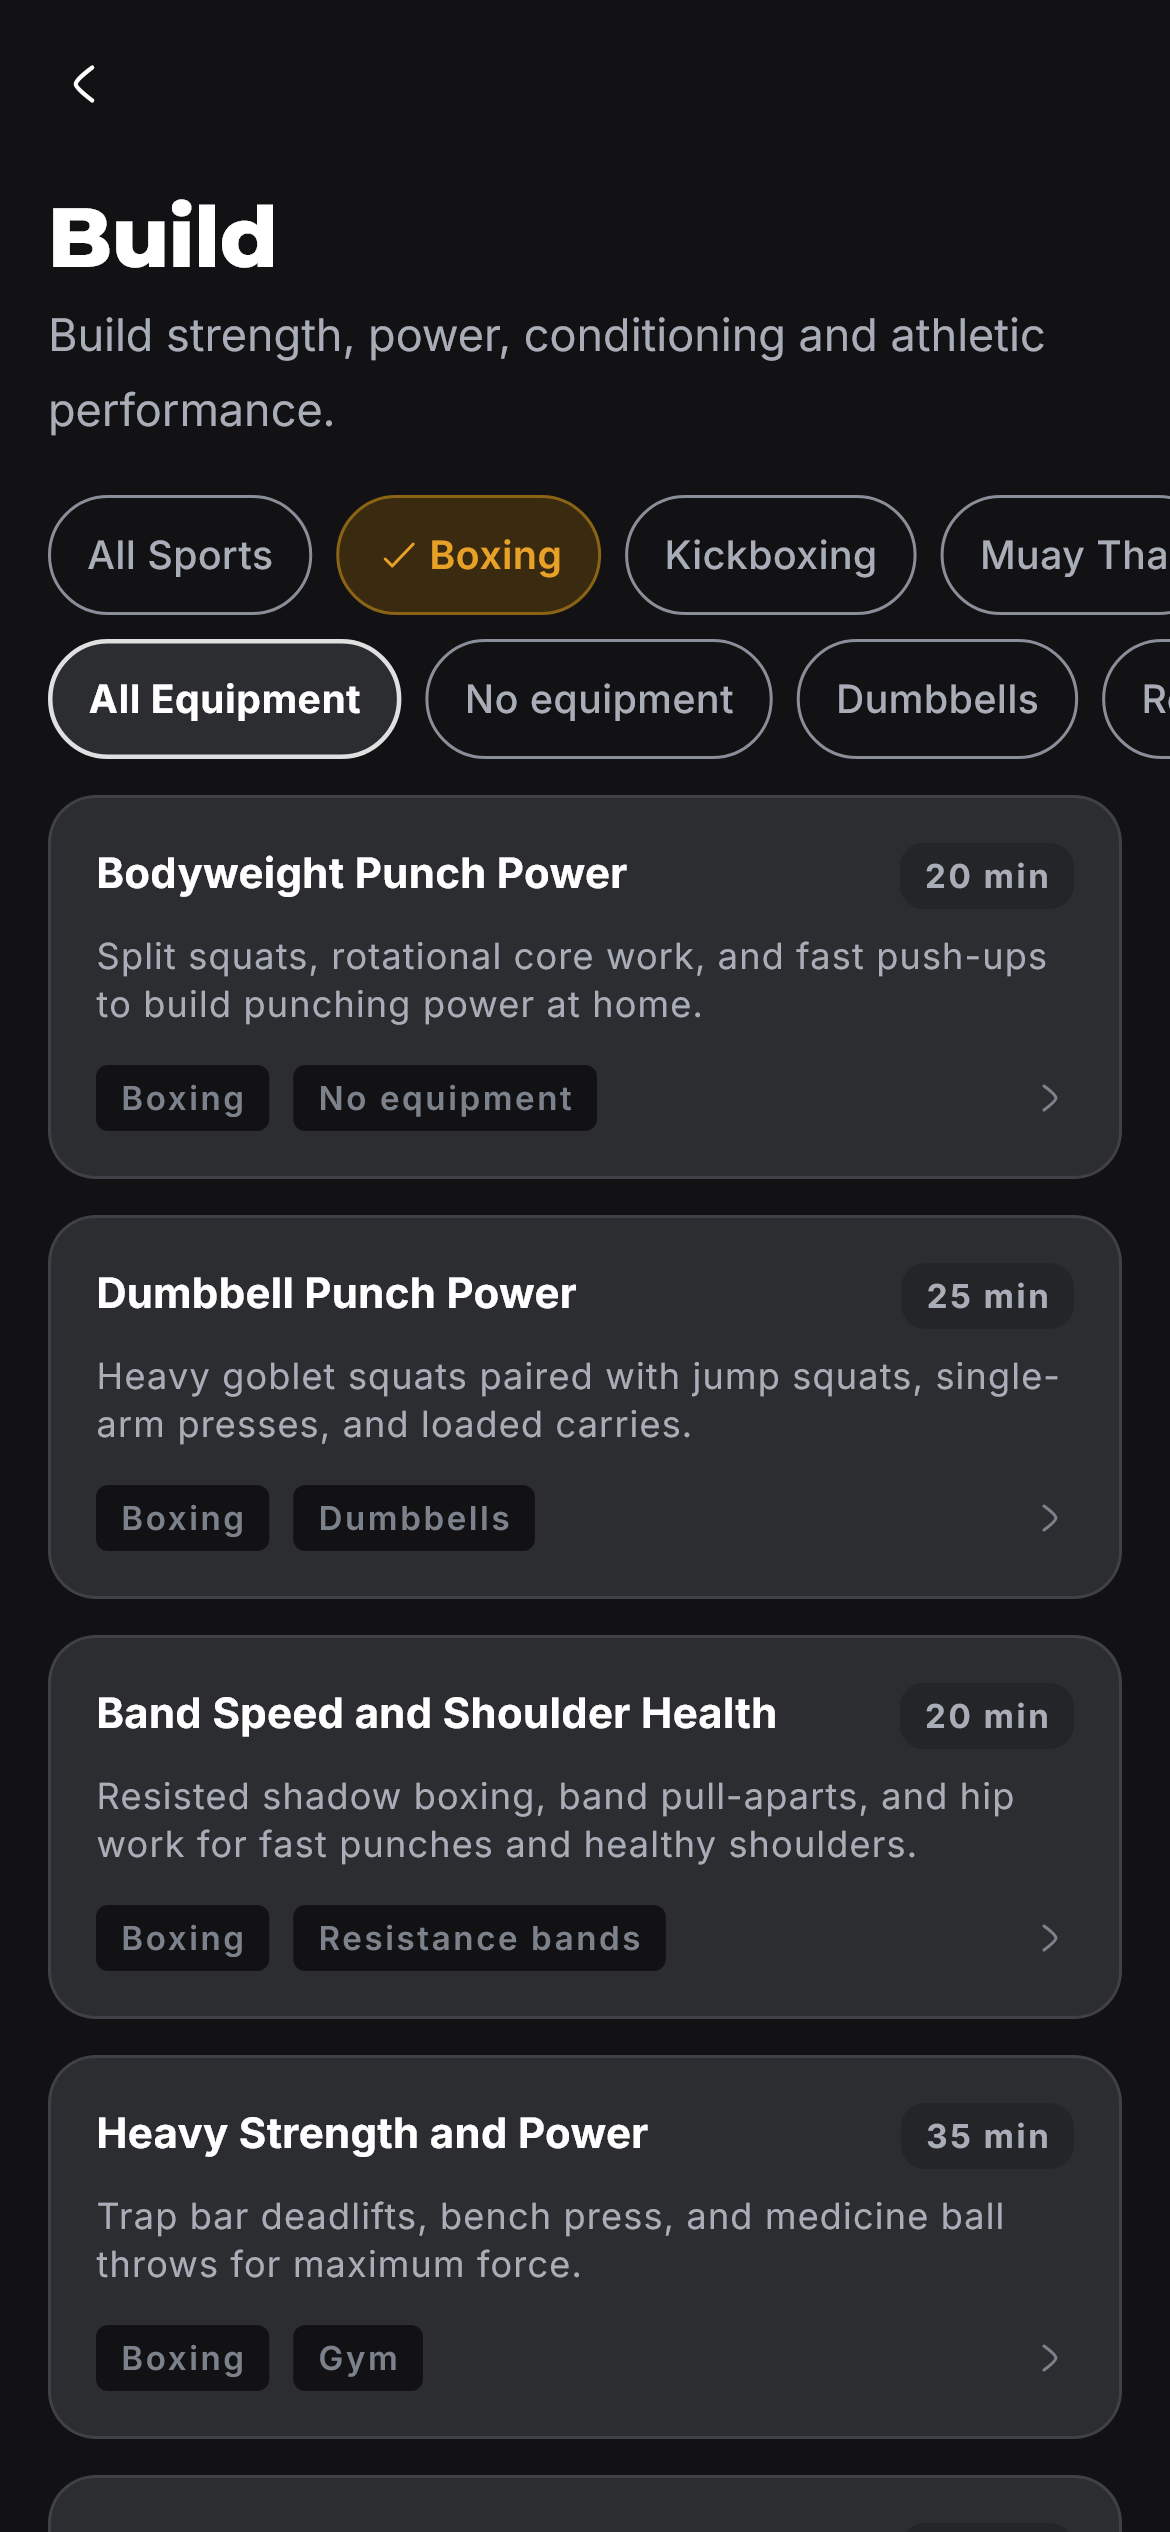 Build
Build strength, power, conditioning and athletic
performance.
All Sports
Boxing
Kickboxing
Muay Tha
All Equipment
No equipment
Dumbbells
Bodyweight Punch Power
20 min
Split squats, rotational core work, and fast push-ups
to build punching power at home.
Boxing
No equipment
Dumbbell Punch Power
25 min
Heavy goblet squats paired with jump squats, single-
arm presses, and loaded carries.
Boxing
Dumbbells
Band Speed and Shoulder Health
20 min
Resisted shadow boxing, band pull-aparts, and hip
work for fast punches and healthy shoulders.
Boxing
Resistance bands
Heavy Strength and Power
35 min
Trap bar deadlifts, bench press, and medicine ball
throws for maximum force.
Boxing
Gym